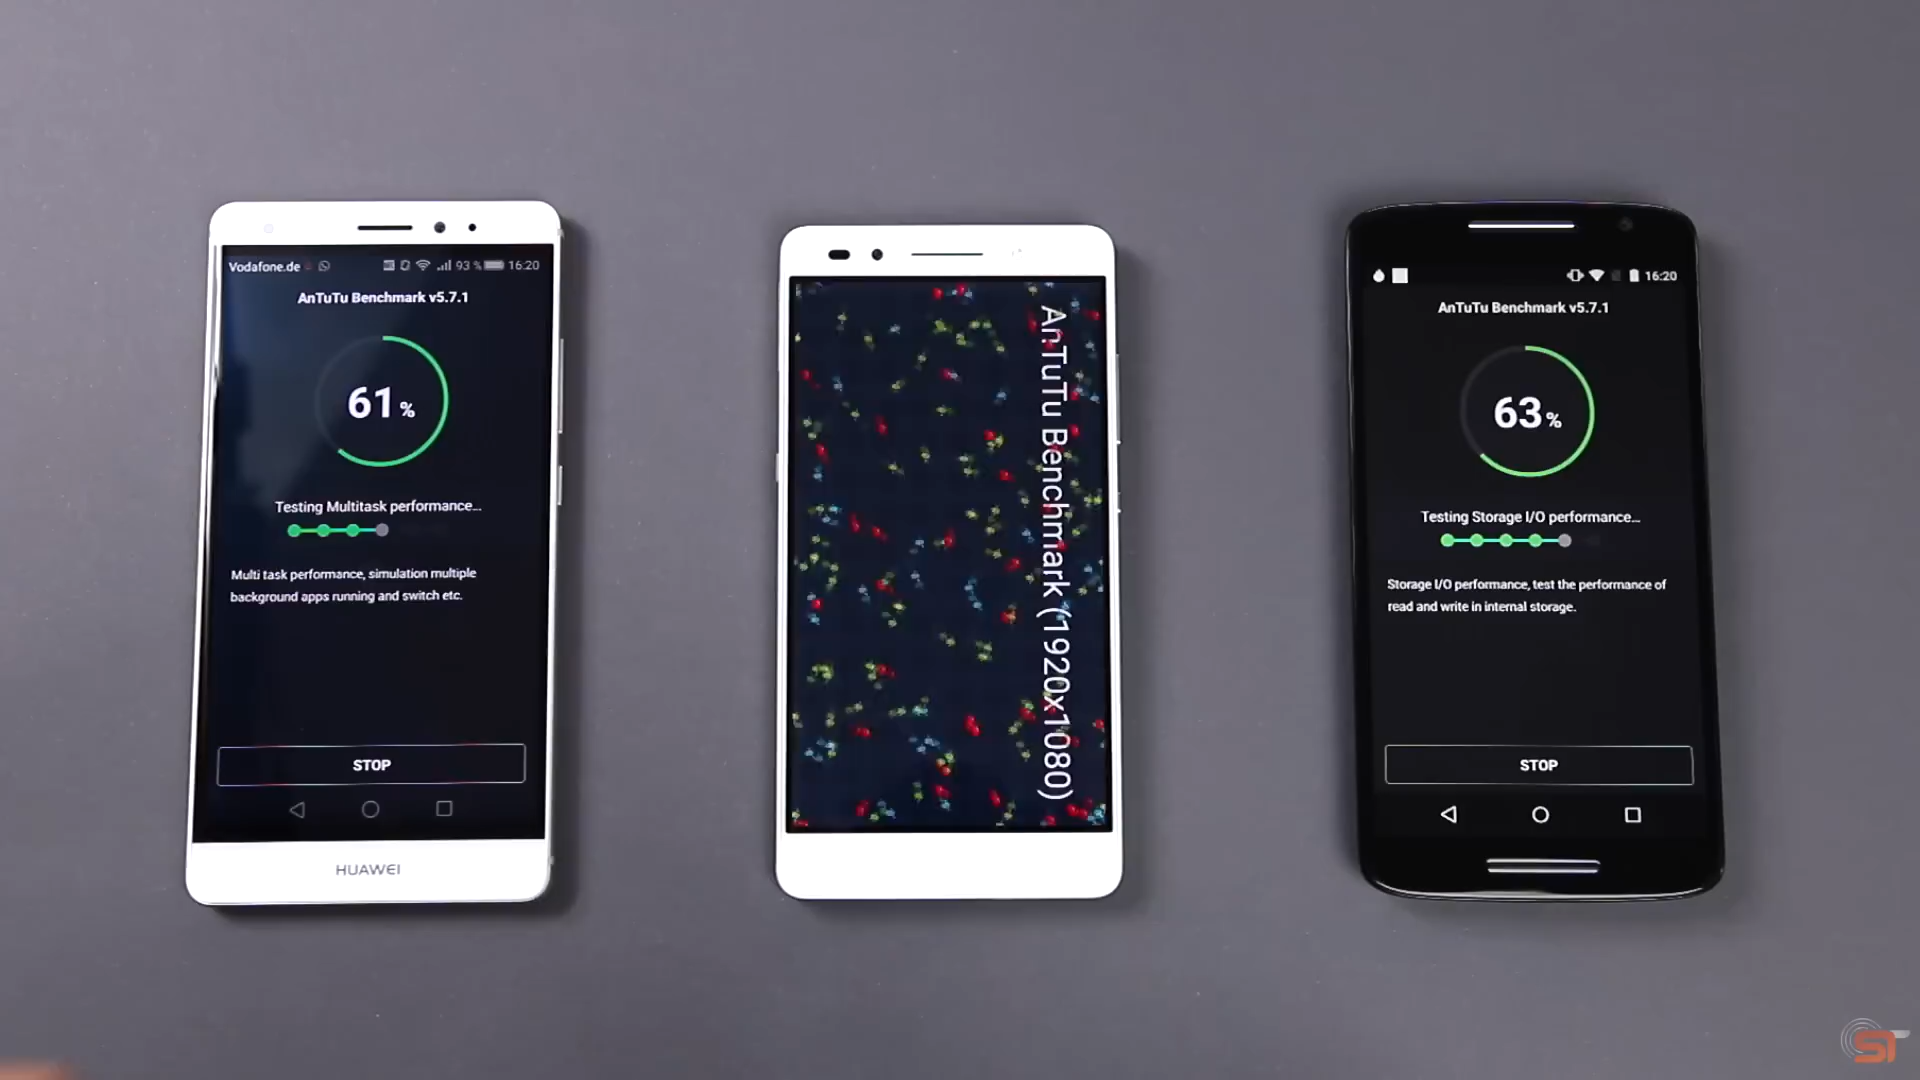 Vodafone.de
93 %
16:20
AnTuTu Benchmark v5.7.1
61 %
Testing Multitask performance...
Multi task performance, simulation multiple
background apps running and switch etc.
STOP
HUAWEI
AnTuTu Benchmark (1920x1080)
16:20
AnTuTu Benchmark v5.7.1
63 %
Testing Storage I/O performance...
Storage I/O performance, test the performance of
read and write in internal storage.
STOP
ST